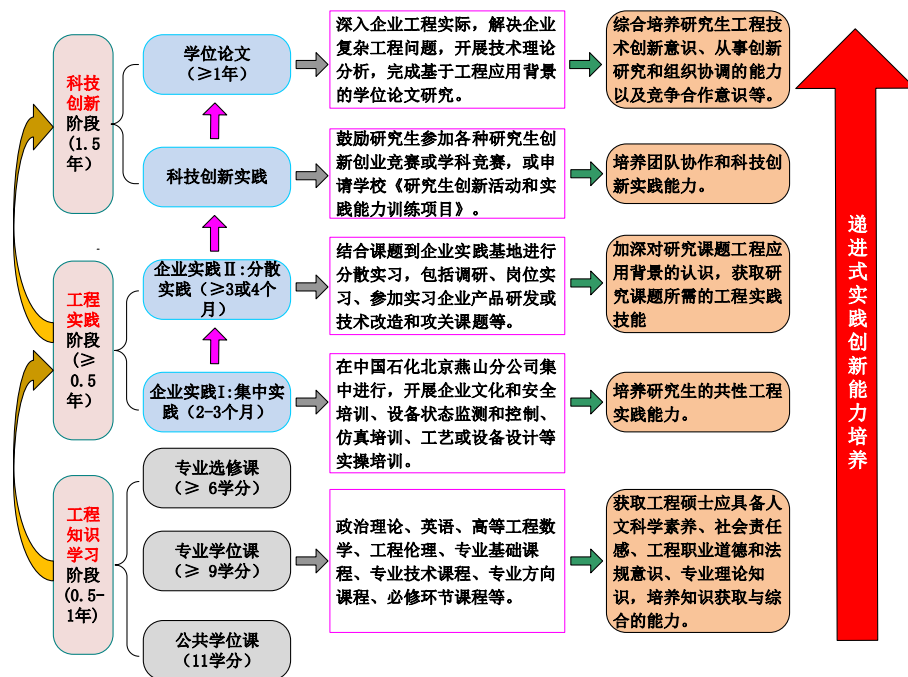 科技
创新
阶段
(1.5
年)
学位论文
(≥1年)
深入企业工程实际，解决企业
复杂工程问题，开展技术理论
分析，完成基于工程应用背景
的学位论文研究。
综合培养研究生工程技
术创新意识、从事创新
研究和组织协调的能力
以及竞争合作意识等。
科技创新实践
鼓励研究生参加各种研究生创
新创业竞赛或学科竞赛，或申
请学校《研究生创新活动和实
践能力训练项目》。
培养团队协作和科技创
新实践能力。
工程
实践
阶段
(≥
0.5
年)
企业实践Ⅱ:分散
实践（≥3或4个
月）
结合课题到企业实践基地进行
分散实习，包括调研、岗位实
习、参加实习企业产品研发或
技术改造和攻关课题等。
加深对研究课题工程应
用背景的认识，获取研
究课题所需的工程实践
技能
企业实践I:集中实
践（2-3个月）
在中国石化北京燕山分公司集
中进行，开展企业文化和安全
培训、设备状态监测和控制、
仿真培训、工艺或设备设计等
实操培训。
培养研究生的共性工程
实践能力。
工程
知识
学习
阶段
(0.5-
1年)
专业选修课
（≥ 6学分）
专业学位课
（≥ 9学分）
公共学位课
（11学分）
政治理论、英语、高等工程数
学、工程伦理、专业基础课
程、专业技术课程、专业方向
课程、必修环节课程等。
获取工程硕士应具备人
文科学素养、社会责任
感、工程职业道德和法
规意识、专业理论知
识，培养知识获取与综
合的能力。
递进式实践创新能力培养